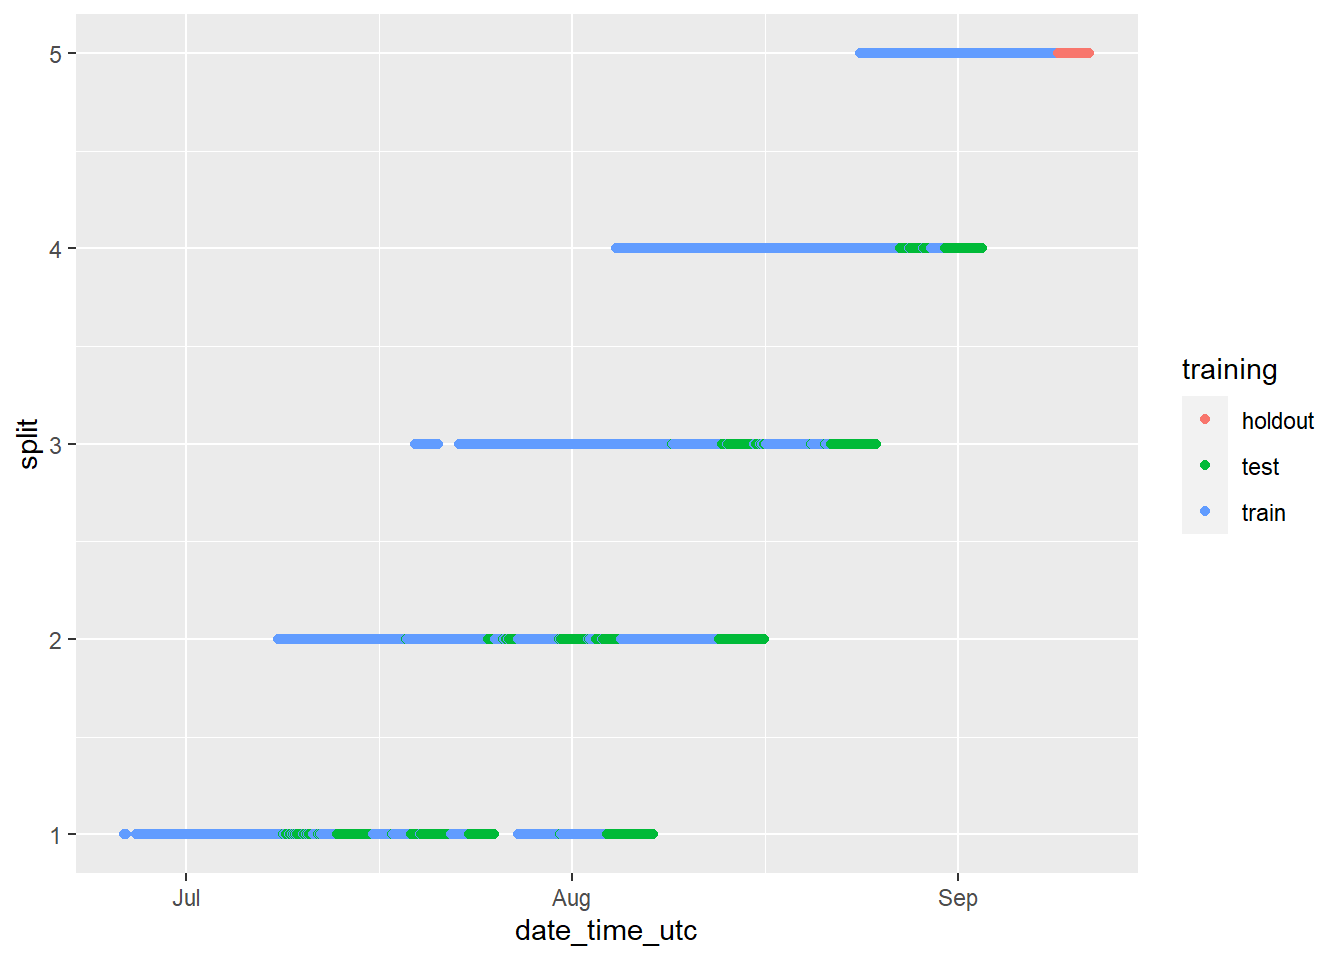 5
4
3
2
1
split
Jul
Aug
Sep
date_time_utc
training
holdout
test
train